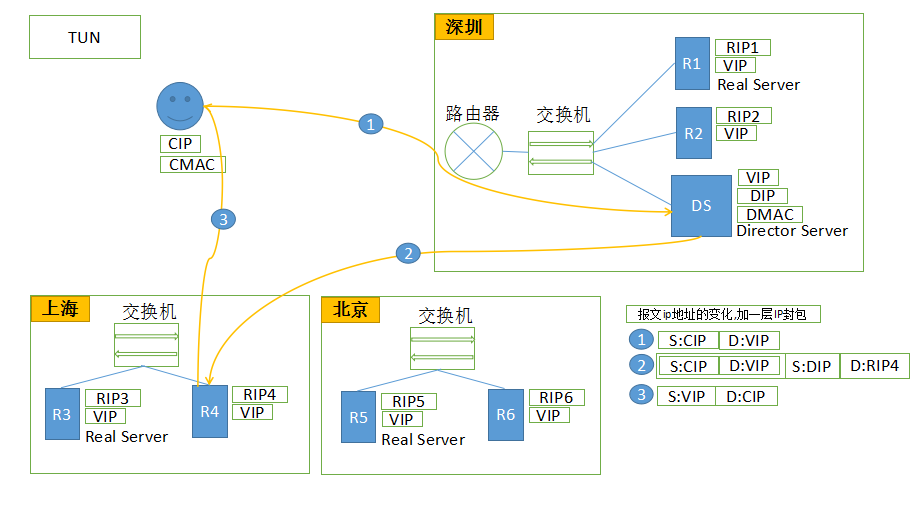 TUN
CIP
CMAC
1
2
3
深圳
路由器
交换机
R1
RIP1
VIP
Real Server
R2
RIP2
VIP
DS
VIP
DIP
DMAC
Director Server
上海
交换机
R3
RIP3
VIP
Real Server
R4
RIP4
VIP
北京
交换机
R5
RIP5
VIP
Real Server
R6
RIP6
VIP
报文ip地址的变化,加一层IP封包
1 S:CIP D:VIP
2 S:CIP D:VIP S:DIP D:RIP4
3 S:VIP D:CIP